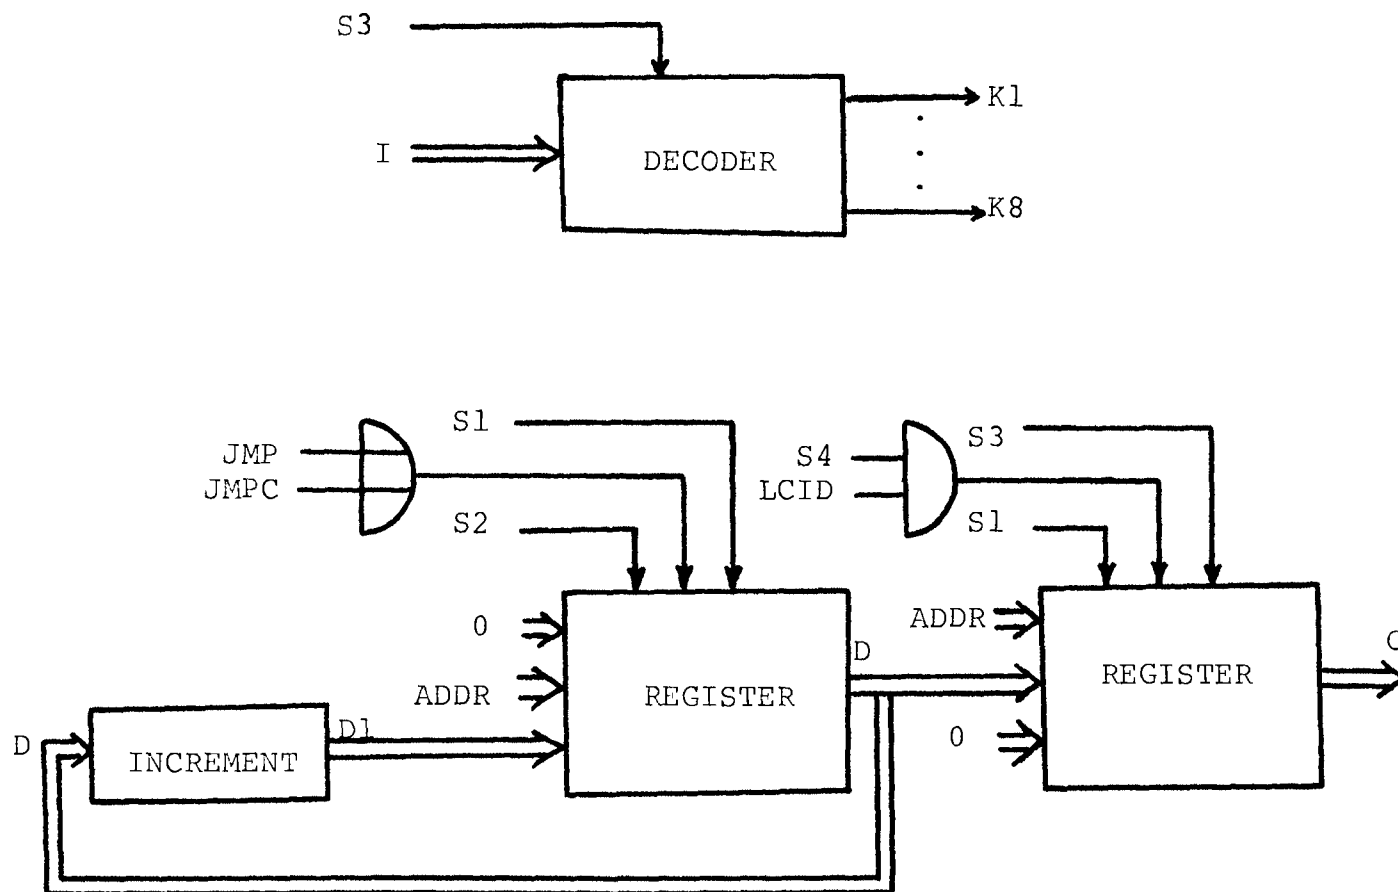 S3
K1
I
DECODER
K8
S1
S3
JMP
S4
JMPC
LCID
S2
S1
0
ADDR
D
ADDR
REGISTER
REGISTER
C
D
D1
0
INCREMENT